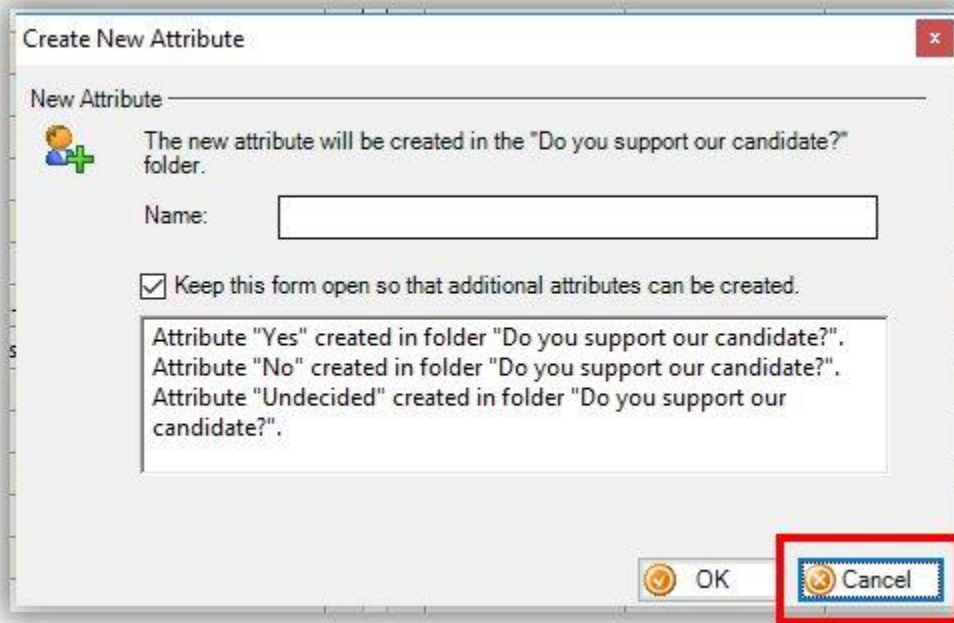 Create New Attribute
x
New Attribute
The new attribute will be created in the "Do you support our candidate?"
folder.
Name:
Keep this form open so that additional attributes can be created.
Attribute "Yes" created in folder "Do you support our candidate?".
Attribute "No" created in folder "Do you support our candidate?".
Attribute "Undecided" created in folder "Do you support our
candidate?".
OK
Cancel